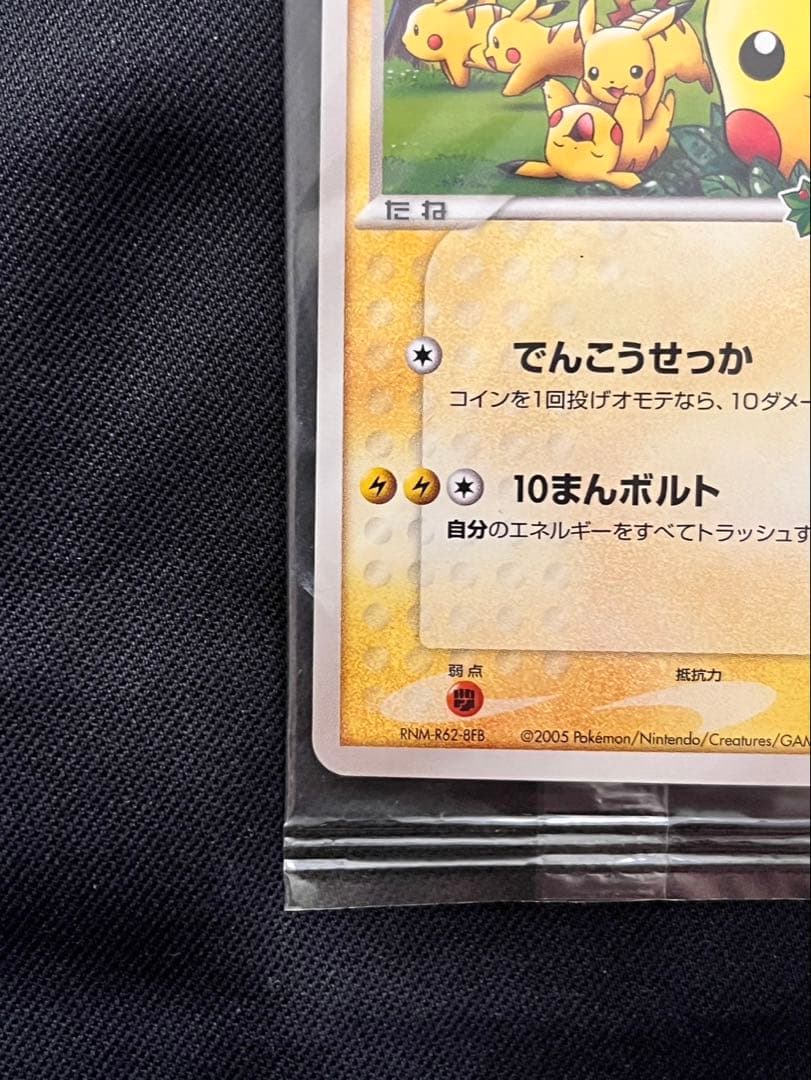 たね
でんこうせっか
コインを1回投げオモテなら、10ダメー
10まんボルト
自分のエネルギーをすべてトラッシュす
弱点 抵抗力
RNM-R62-8FB ©2005 Pokémon/Nintendo/Creatures/GAM